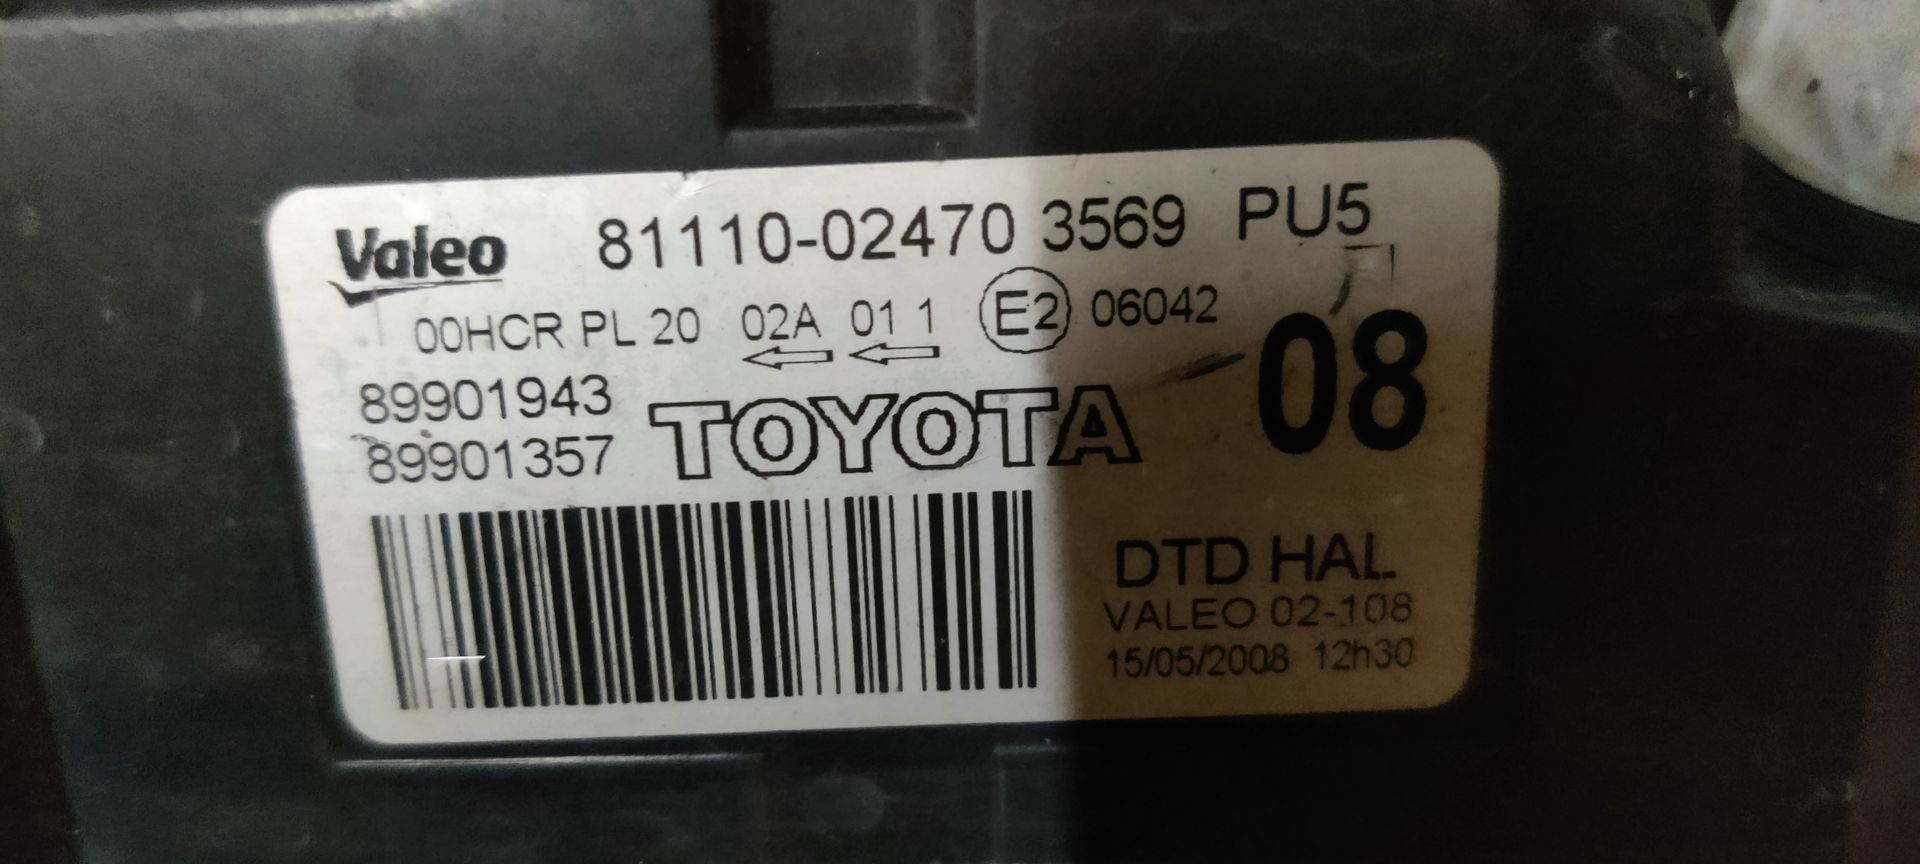 Valeo 81110-02470 3569 PU5
00HCR PL 20 02A 01 1 E2 06042
89901943
89901357 TOYOTA 08
DTD HAL
VALEO 02-108
15/05/2008 12h30